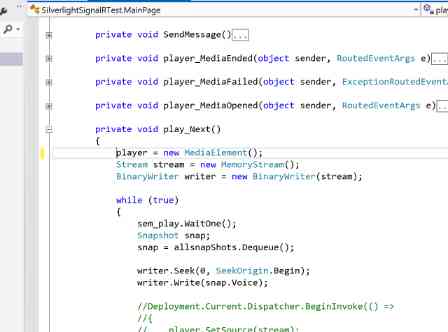 SilverlightSignalRTest.MainPage
private void SendMessage()...
private void player_MediaEnded(object sender, RoutedEventArgs e)...
private void player_MediaFailed(object sender, ExceptionRoutedEventA
private void player_MediaOpened(object sender, RoutedEventArgs e)...
private void play_Next()
{
player = new MediaElement();
Stream stream = new MemoryStream();
BinaryWriter writer = new BinaryWriter(stream);
while (true)
{
sem_play.WaitOne();
Snapshot snap;
snap = allsnapShots.Dequeue();
writer.Seek(0, SeekOrigin.Begin);
writer.Write(snap.Voice);
//Deployment.Current.Dispatcher.BeginInvoke(() =>
//{
// player.SetSource(stream);